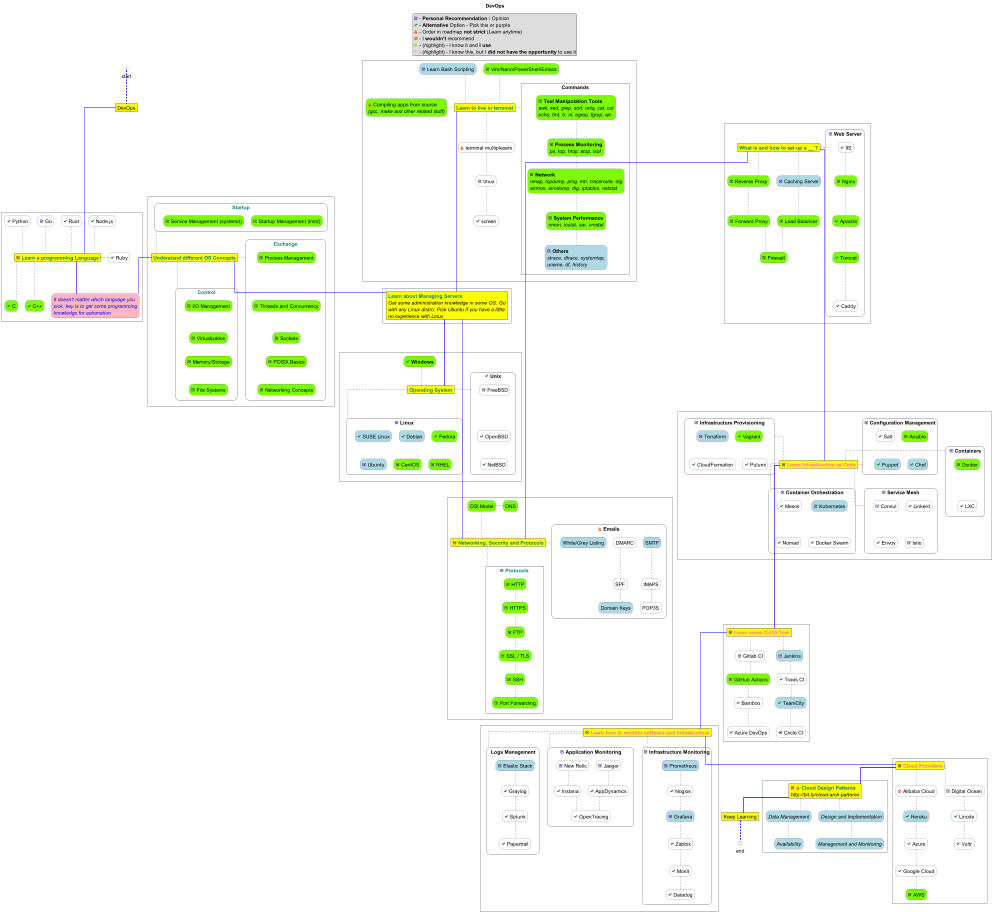 DevOps
- Personal Recommendation / Opinion
- Alternative Option - Pick this or purple
- Order in roadmap not strict (Learn anytime)
- I wouldn't recommend
- (highlight) - I know it and I use
- (highlight) - I know this, but I did not have the opportunity to use it
start
DevOps
Python
Go
Rust
Node.js
Learn a programming Language
Ruby
C
C++
It doesn't matter which language you
pick, key is to get some programming
knowledge for automation
Startup
Service Management (systemd)
Startup Management (initd)
Understand different OS Concepts
Exchange
Process Management
Control
I/O Management
Threads and Concurrency
Virtualization
Sockets
Memory/Storage
POSIX Basics
File Systems
Networking Concepts
Learn Bash Scripting
Vim/Nano/PowerShell/Emacs
Compiling apps from source
(gcc, make and other related stuff)
Learn to live in terminal
terminal multiplexers
tmux
screen
Commands
Text Manipulation Tools
awk, sed, grep, sort, uniq, cat, cut
echo, fmt, tr, nl, egrep, fgrep, wc
Process Monitoring
ps, top, htop, atop, lsof
Network
nmap, tcpdump, ping, mtr, traceroute, dig
airmon, airodump, dig, iptables, netstat
System Performance
nmon, iostat, sar, vmstat
Others
strace, dtrace, systemtap,
uname, df, history
What is and how to set up a __ ?
Reverse Proxy
Caching Server
Forward Proxy
Load Balancer
Firewall
Web Server
IIS
Nginx
Apache
Tomcat
Caddy
Learn about Managing Servers
Get some administration knowledge in some OS. Go
with any Linux distro. Pick Ubuntu if you have a little
no experience with Linux
Windows
Operating System
Unix
FreeBSD
OpenBSD
NetBSD
Linux
SUSE Linux
Debian
Fedora
Ubuntu
CentOS
RHEL
OSI Model
DNS
Networking, Security and Protocols
Emails
White/Grey Listing
DMARC
SMTP
SPF
IMAPS
Domain Keys
POP3S
Protocols
HTTP
HTTPS
FTP
SSL / TLS
SSH
Port Forwarding
Infrastructure Provisioning
Terraform
Vagrant
CloudFormation
Pulumi
Configuration Management
Salt
Ansible
Puppet
Chef
Learn Infrastructure as Code
Containers
Docker
LXC
Container Orchestration
Mesos
Kubernetes
Nomad
Docker Swarm
Service Mesh
Consul
Linkerd
Envoy
Istio
Learn some CI/CD Tool
Gitlab CI
Jenkins
GitHub Actions
Travis CI
Bamboo
TeamCity
Azure DevOps
Circle CI
Learn how to monitor software and infrastructure
Logs Management
Elastic Stack
Graylog
Splunk
Papertrail
Application Monitoring
New Relic
Jaeger
Instana
AppDynamics
OpenTracing
Infrastructure Monitoring
Prometheus
Nagios
Grafana
Zabbix
Monit
Datadog
Cloud Providers
Alibaba Cloud
Digital Ocean
Heroku
Linode
Azure
Vultr
Google Cloud
AWS
Cloud Design Patterns
http://bit.ly/cloud-arch-patterns
Data Management
Design and Implementation
Availability
Management and Monitoring
Keep Learning
end